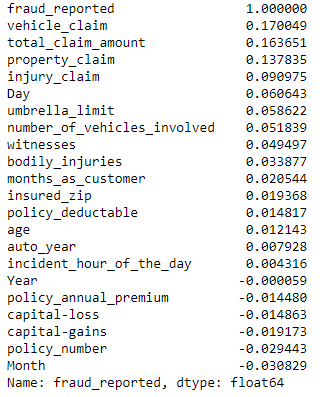 fraud_reported 1.000000
vehicle_claim 0.170049
total_claim_amount 0.163651
property_claim 0.137835
injury_claim 0.090975
Day 0.060643
umbrella_limit 0.058622
number_of_vehicles_involved 0.051839
witnesses 0.049497
bodily_injuries 0.033877
months_as_customer 0.020544
insured_zip 0.019368
policy_deductable 0.014817
age 0.012143
auto_year 0.007928
incident_hour_of_the_day 0.004316
Year -0.000059
policy_annual_premium -0.014480
capital-loss -0.014863
capital-gains -0.019173
policy_number -0.029443
Month -0.030829
Name: fraud_reported, dtype: float64